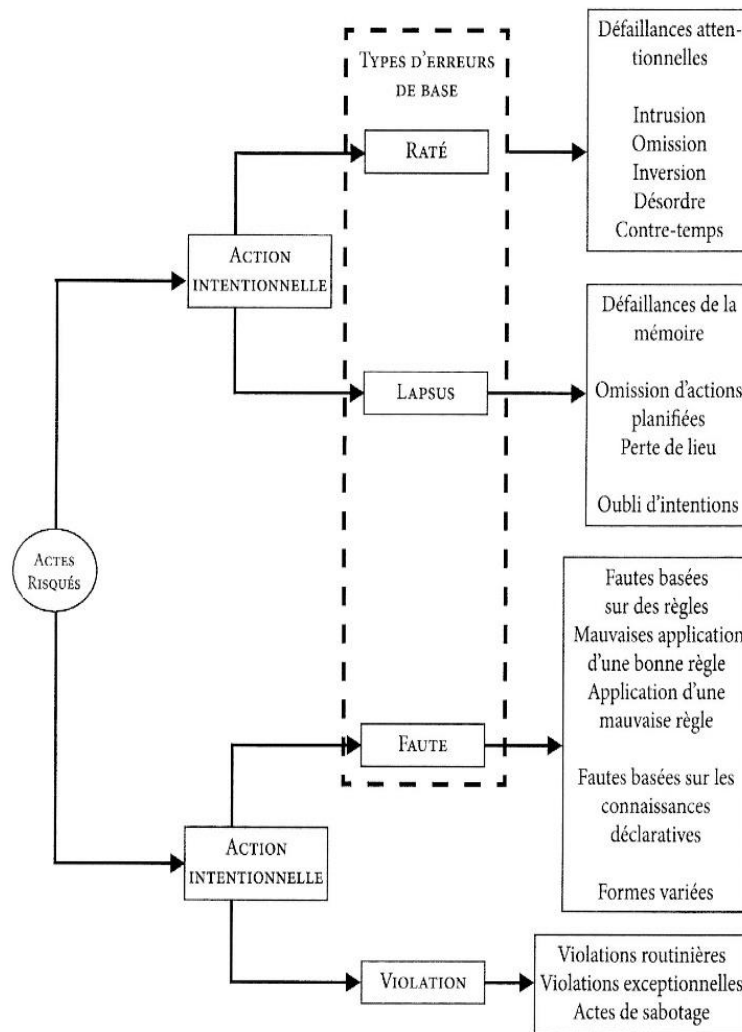 TYPES D'ERREURS
DE BASE
Défaillances atten-
tionnelles
Intrusion
Omission
Inversion
Désordre
Contre-temps
RATÉ
ACTION
INTENTIONNELLE
Défaillances de la
mémoire
Omission d'actions
planifiées
Perte de lieu
Oubli d'intentions
LAPSUS
ACTES
RISQUÉS
Fautes basées
sur des règles
Mauvaises application
d'une bonne règle
Application d'une
mauvaise règle
Fautes basées sur les
connaissances
déclaratives
Formes variées
FAUTE
ACTION
INTENTIONNELLE
VIOLATION
Violations routinières
Violations exceptionnelles
Actes de sabotage